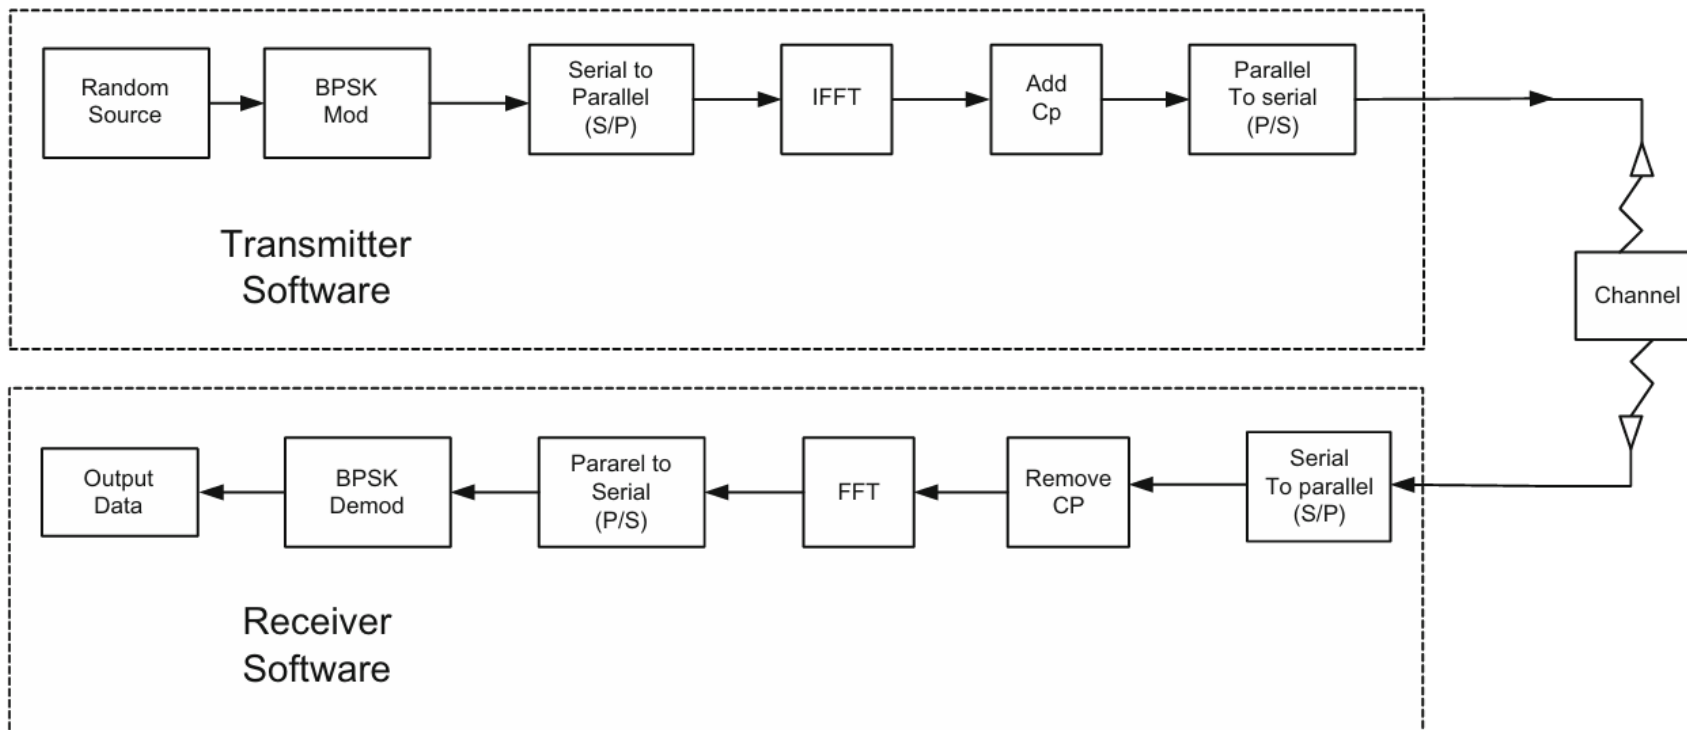 Random
Source
BPSK
Mod
Serial to
Parallel
(S/P)
IFFT
Add
Cp
Parallel
To serial
(P/S)
Transmitter
Software
Channel
Output
Data
BPSK
Demod
Pararel to
Serial
(P/S)
FFT
Remove
CP
Serial
To parallel
(S/P)
Receiver
Software